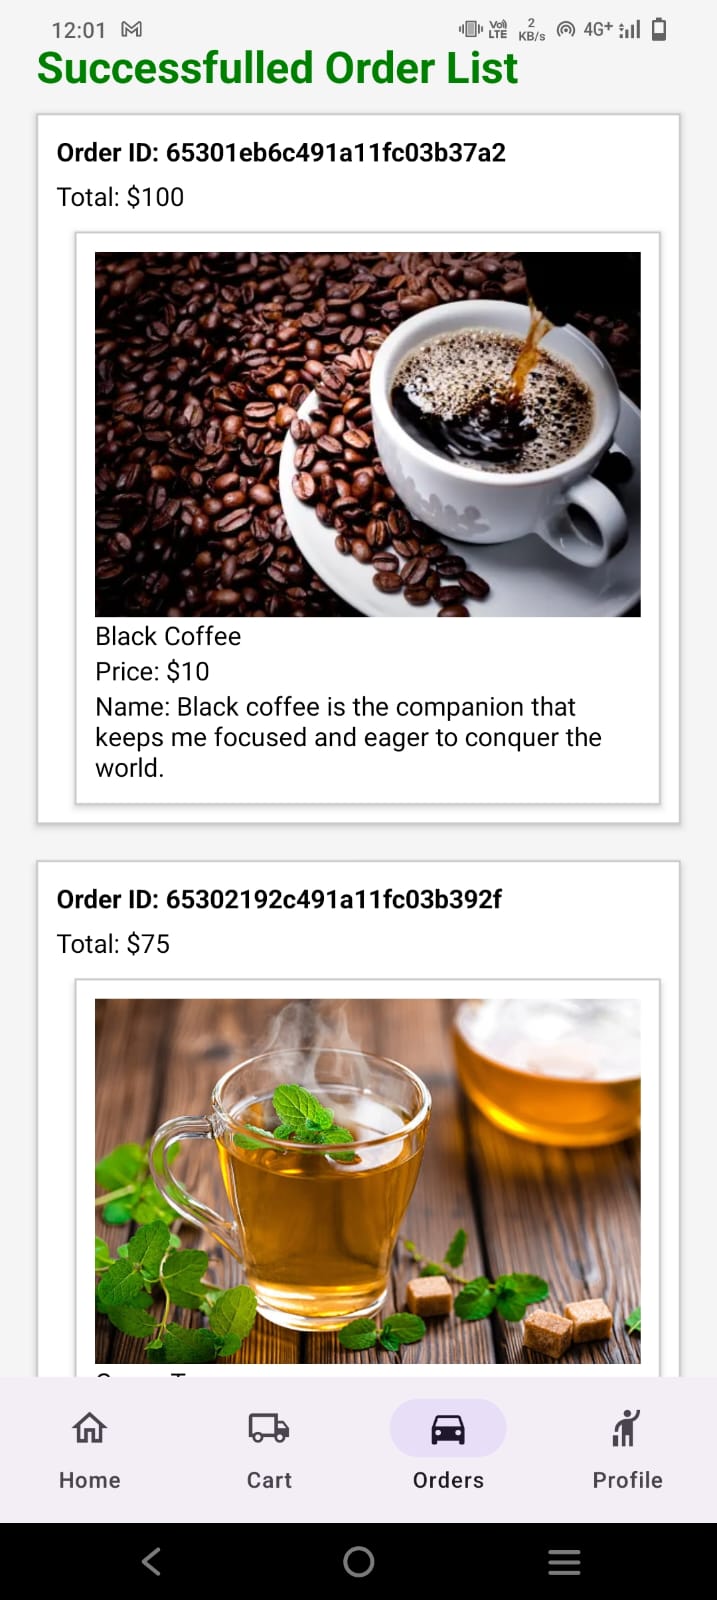 12:01
Vo) LTE 2 KB/s 4G+
Successfulled Order List
Order ID: 65301eb6c491a11fc03b37a2
Total: $100
Black Coffee
Price: $10
Name: Black coffee is the companion that
keeps me focused and eager to conquer the
world.
Order ID: 65302192c491a11fc03b392f
Total: $75
Home Cart Orders Profile